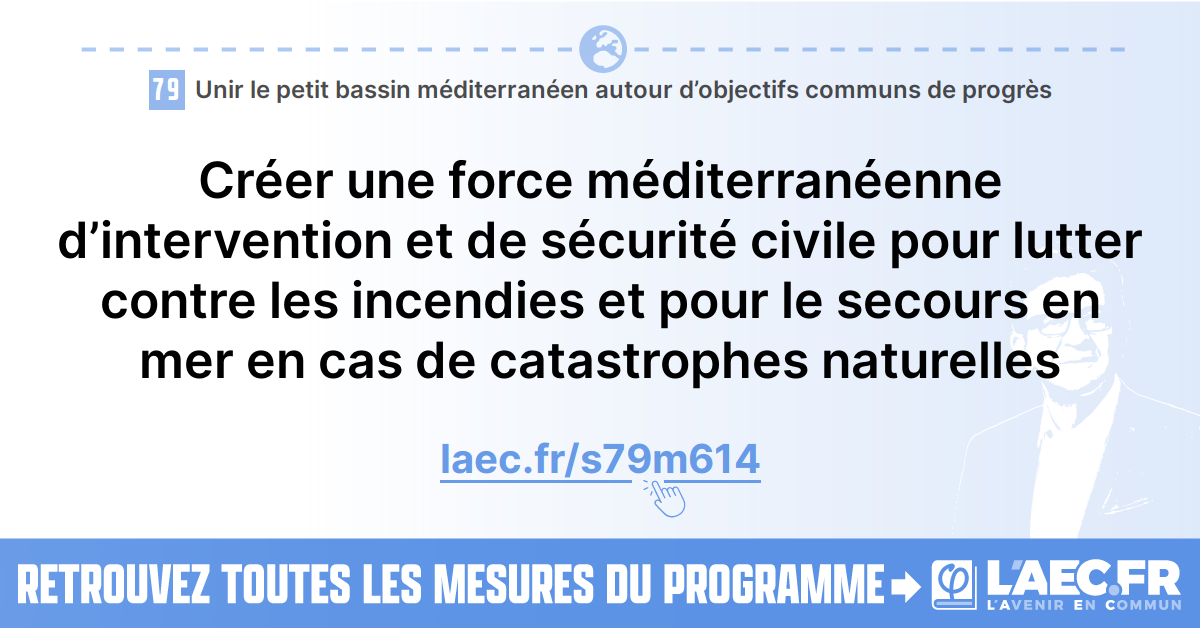 79 Unir le petit bassin méditerranéen autour d’objectifs communs de progrès
Créer une force méditerranéenne
d’intervention et de sécurité civile pour lutter
contre les incendies et pour le secours en
mer en cas de catastrophes naturelles
laec.fr/s79m614
RETROUVEZ TOUTES LES MESURES DU PROGRAMME
L'AEC.FR
L'AVENIR EN COMMUN